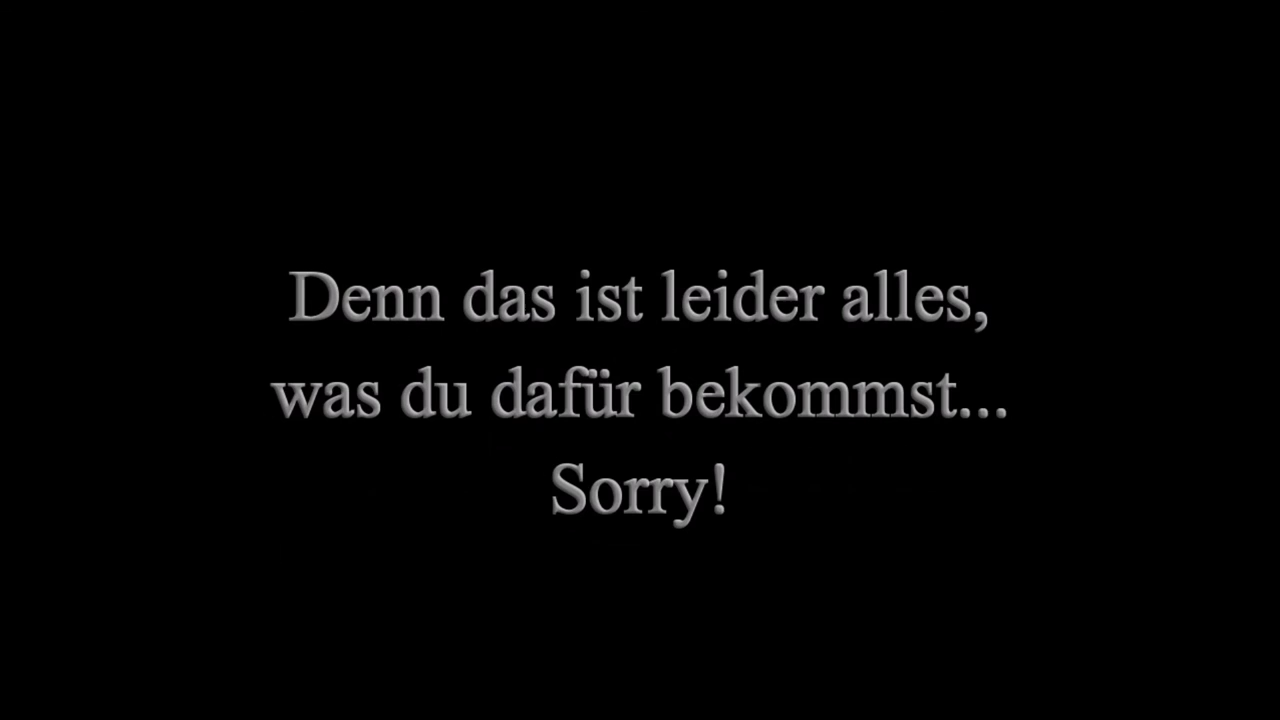 Denn das ist leider alles,
was du dafür bekommst...
Sorry!